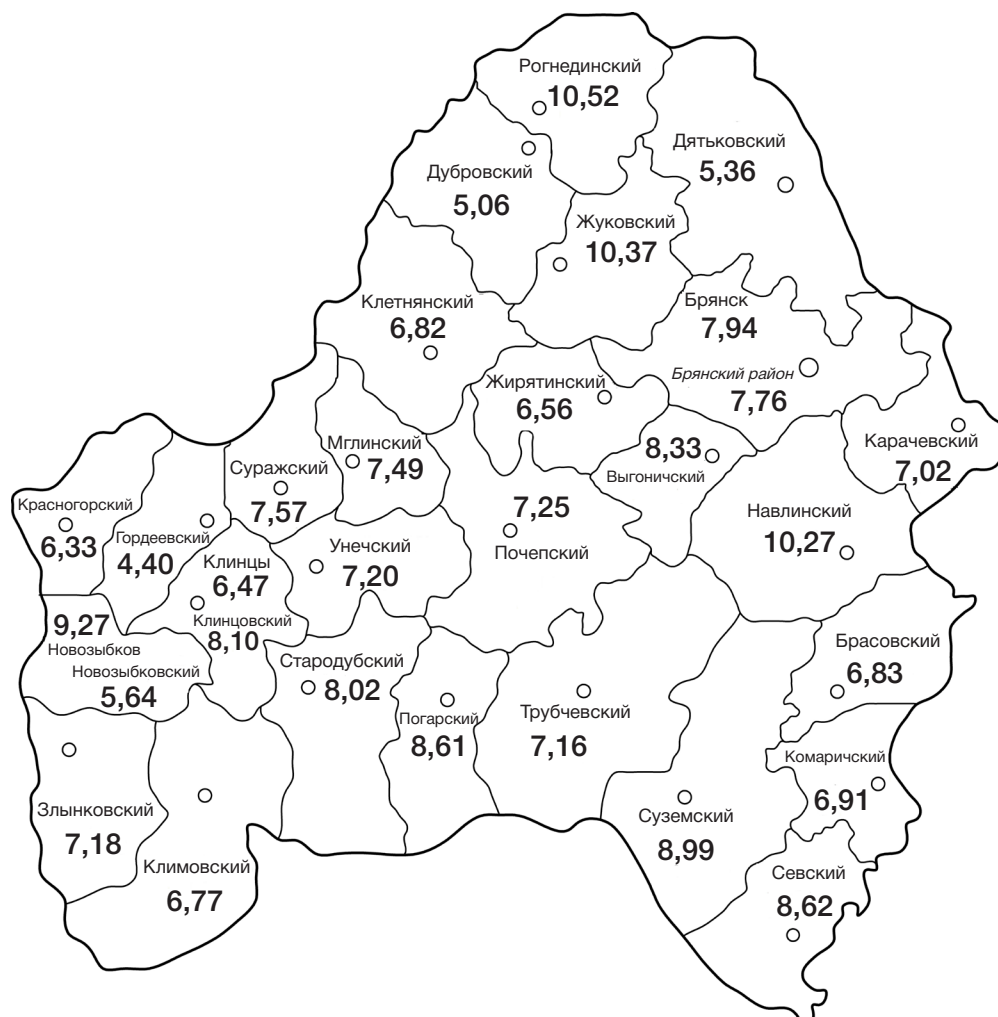 Рогнединский
10,52
Дятьковский
5,36
Дубровский
5,06
Жуковский
10,37
Клетнянский
6,82
Брянск
7,94
Брянский район
7,76
Жирятинский
6,56
Мглинский
7,49
8,33
Выгоничский
Карачевский
7,02
Суражский
7,57
Красногорский
6,33
Гордеевский
4,40
7,25
Почепский
Навлинский
10,27
Унечский
7,20
Клинцы
6,47
Клинцовский
8,10
9,27
Новозыбков
Новозыбковский
5,64
Стародубский
8,02
Брасовский
6,83
Погарский
8,61
Трубчевский
7,16
Комаричский
6,91
Злынковский
7,18
Суземский
8,99
Климовский
6,77
Севский
8,62